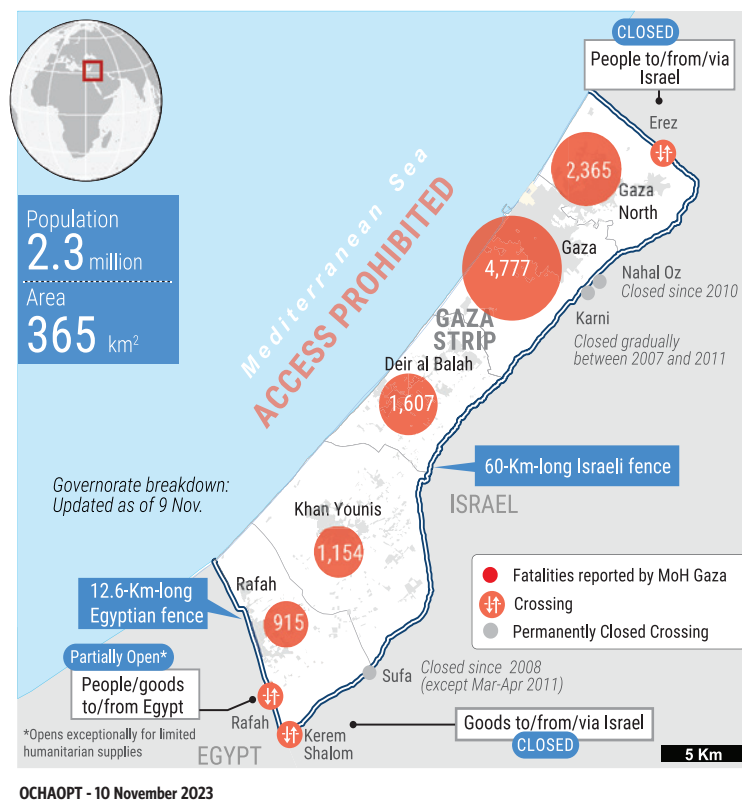 CLOSED
People to/from/via
Israel
Erez
2,365
Gaza
North
Population
2.3 million
Area
365 km²
Mediterranean Sea
ACCESS PROHIBITED
Gaza
4,777
Nahal Oz
Closed since 2010
Karni
Closed gradually
between 2007 and 2011
GAZA
STRIP
Deir al Balah
1,607
60-Km-long Israeli fence
ISRAEL
Governorate breakdown:
Updated as of 9 Nov.
Khan Younis
1,154
Rafah
915
12.6-Km-long
Egyptian fence
Fatalities reported by MoH Gaza
Crossing
Permanently Closed Crossing
Partially Open*
People/goods
to/from Egypt
Sufa
Closed since 2008
(except Mar-Apr 2011)
Rafah
*Opens exceptionally for limited
humanitarian supplies
EGYPT
Kerem
Shalom
Goods to/from/via Israel
CLOSED
5 Km
OCHAOPT - 10 November 2023